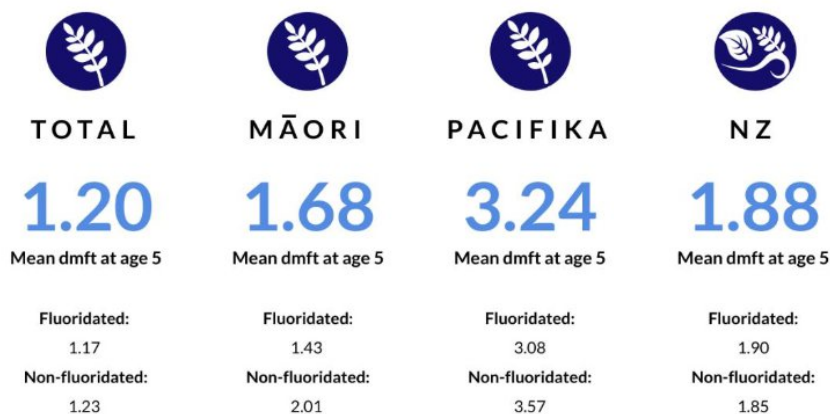 TOTAL
1.20
Mean dmft at age 5
Fluoridated:
1.17
Non-fluoridated:
1.23
MĀORI
1.68
Mean dmft at age 5
Fluoridated:
1.43
Non-fluoridated:
2.01
PACIFIKA
3.24
Mean dmft at age 5
Fluoridated:
3.08
Non-fluoridated:
3.57
NZ
1.88
Mean dmft at age 5
Fluoridated:
1.90
Non-fluoridated:
1.85